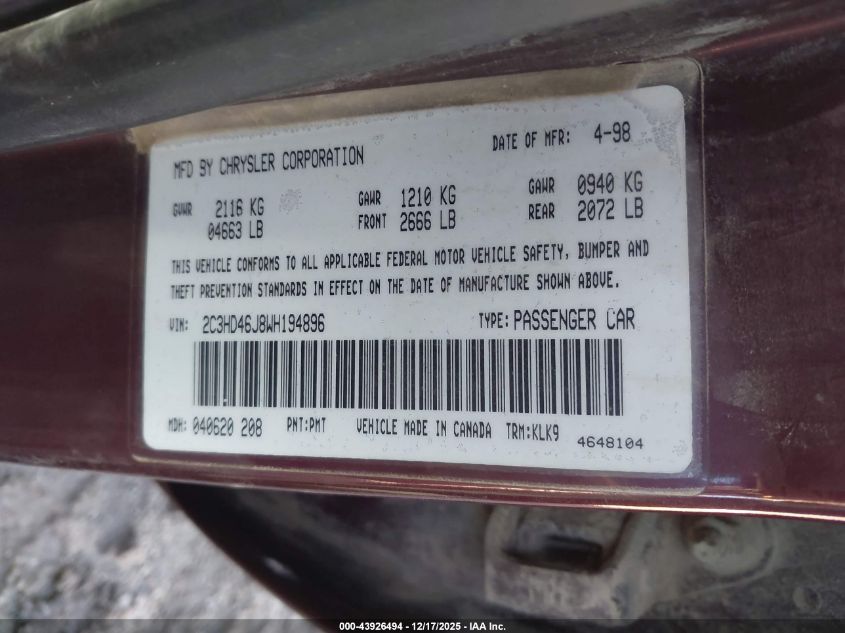 MFD BY CHRYSLER CORPORATION DATE OF MFR: 4-98
GVWR 2116 KG GAWR 1210 KG GAWR 0940 KG
04663 LB FRONT 2666 LB REAR 2072 LB
THIS VEHICLE CONFORMS TO ALL APPLICABLE FEDERAL MOTOR VEHICLE SAFETY, BUMPER AND
THEFT PREVENTION STANDARDS IN EFFECT ON THE DATE OF MANUFACTURE SHOWN ABOVE.
VIN: 2C3HD46J8WH194896 TYPE: PASSENGER CAR
MDH: 040620 208 PNT:PMT VEHICLE MADE IN CANADA TRM:KLK9 4648104
000-43926494 - 12/17/2025 - IAA Inc.